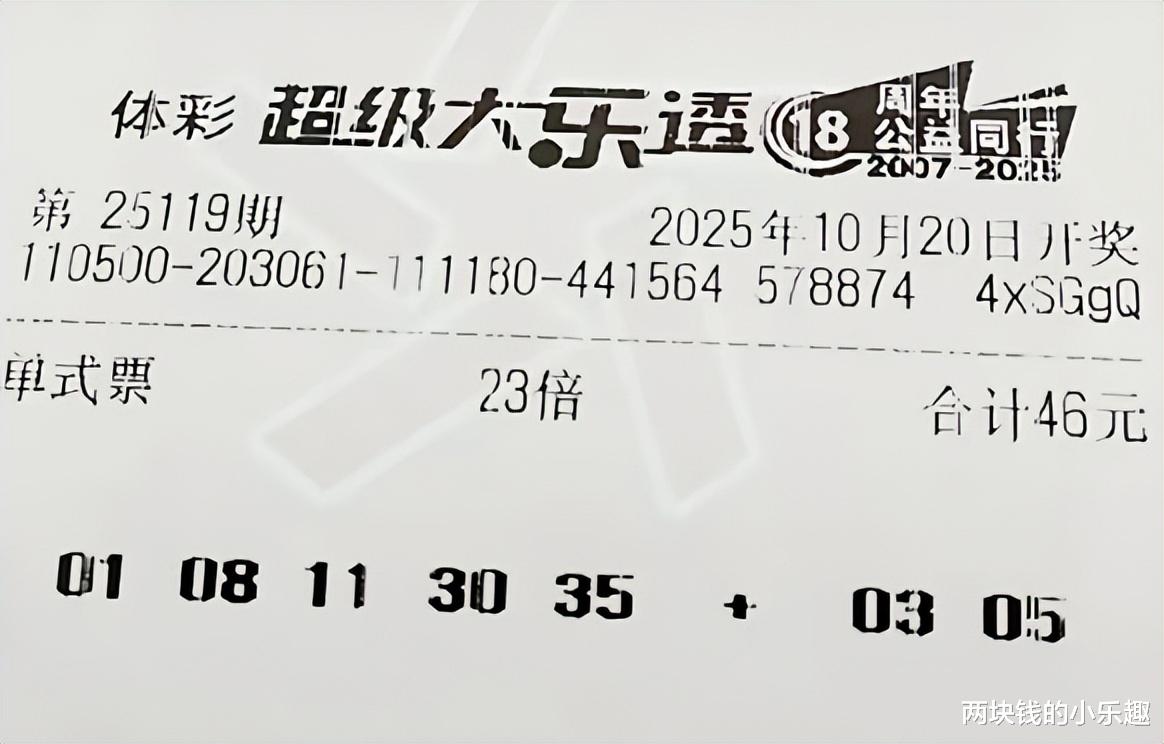 体彩 超级大乐透 18 周年
公益同行
2007-2025
第 25119期 2025年10月20日开奖
110500-203061-111180-441564 578874 4xSGgQ
单式票 23倍 合计46元
01 08 11 30 35 + 03 05
两块钱的小乐趣